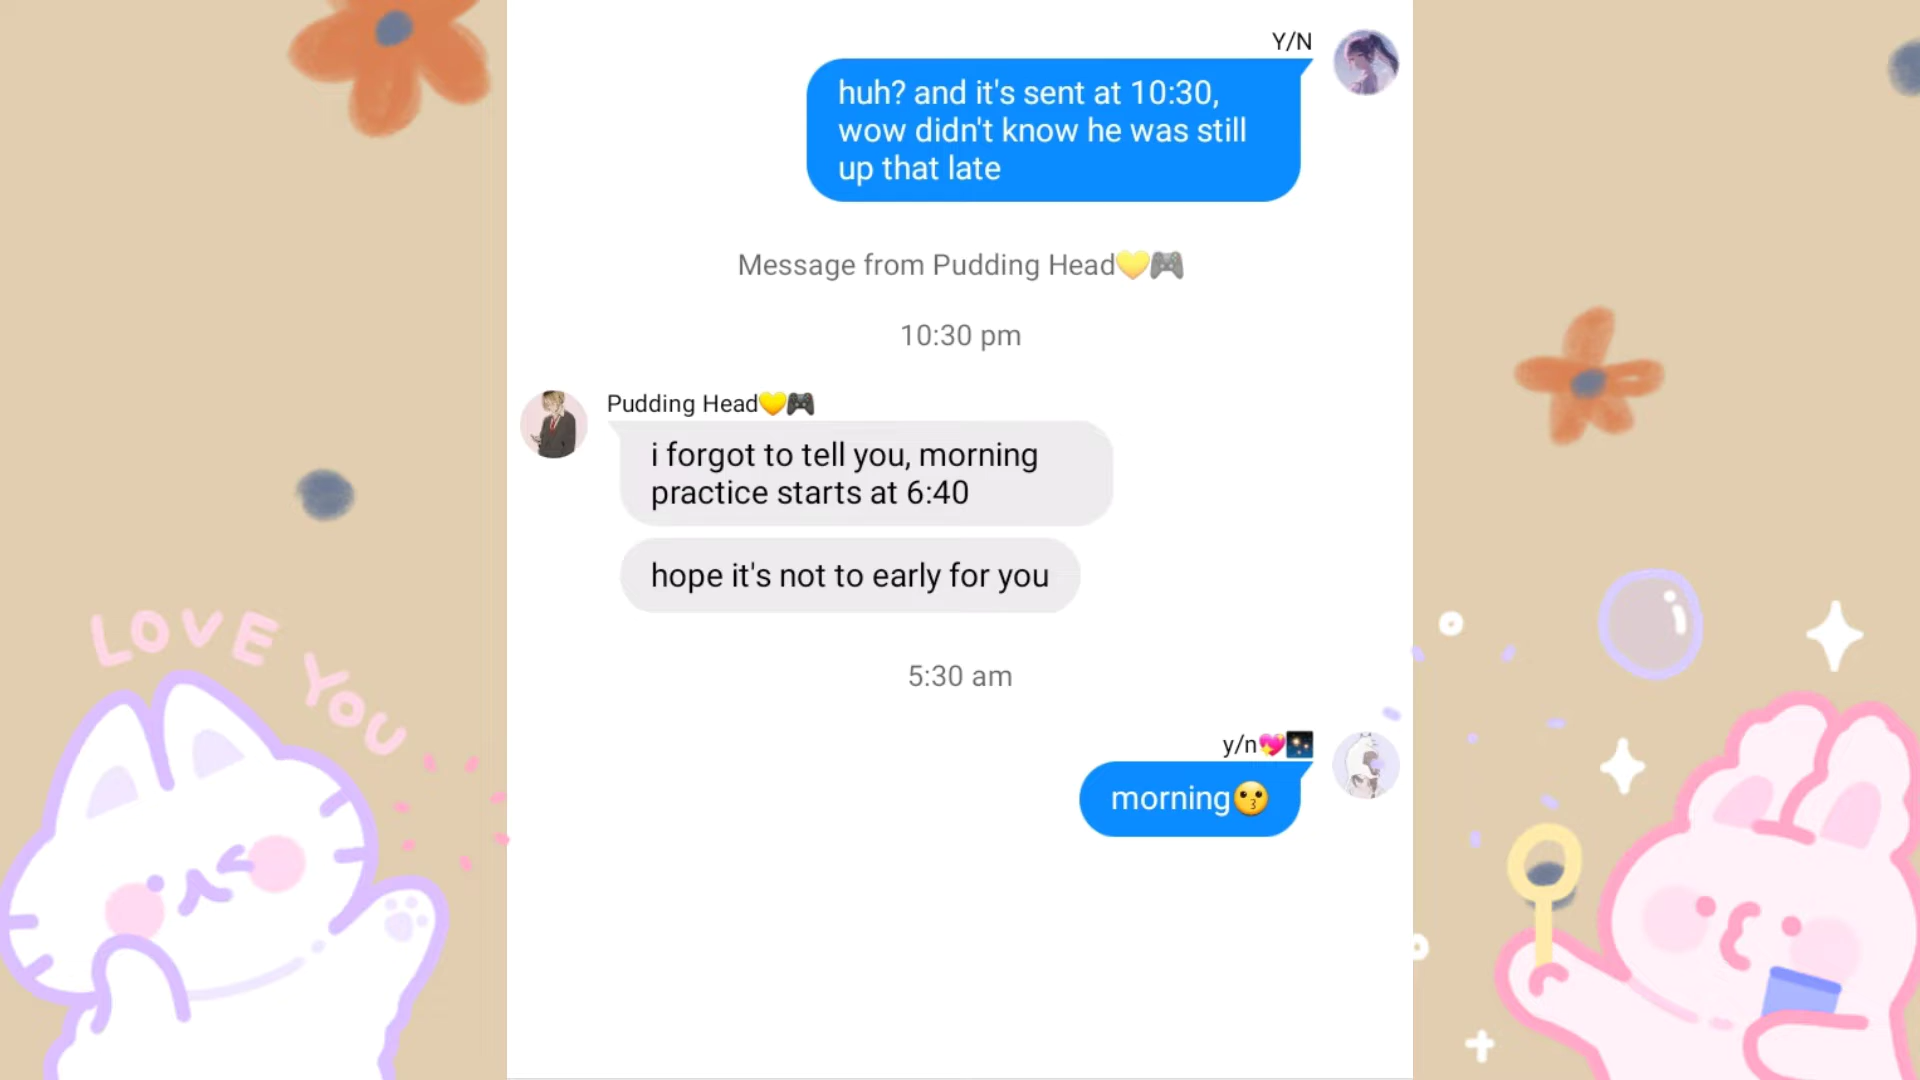 Y/N
huh? and it's sent at 10:30,
wow didn't know he was still
up that late
Message from Pudding Head💛🎮
10:30 pm
Pudding Head💛🎮
i forgot to tell you, morning
practice starts at 6:40
hope it's not to early for you
5:30 am
y/n💖🎆
morning😗
LOVE
YOU